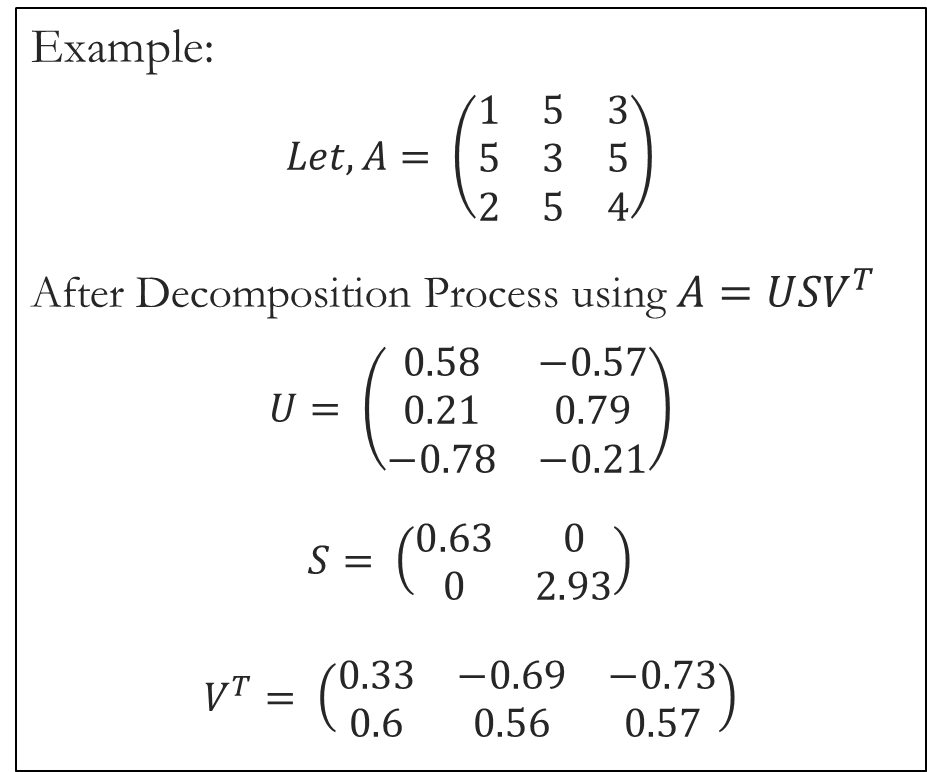 Example:
Let, A = (1 5 3
5 3 5
2 5 4)
After Decomposition Process using A = USV^T
U = (0.58 −0.57
0.21 0.79
−0.78 −0.21)
S = (0.63 0
0 2.93)
V^T = (0.33 −0.69 −0.73
0.6 0.56 0.57)